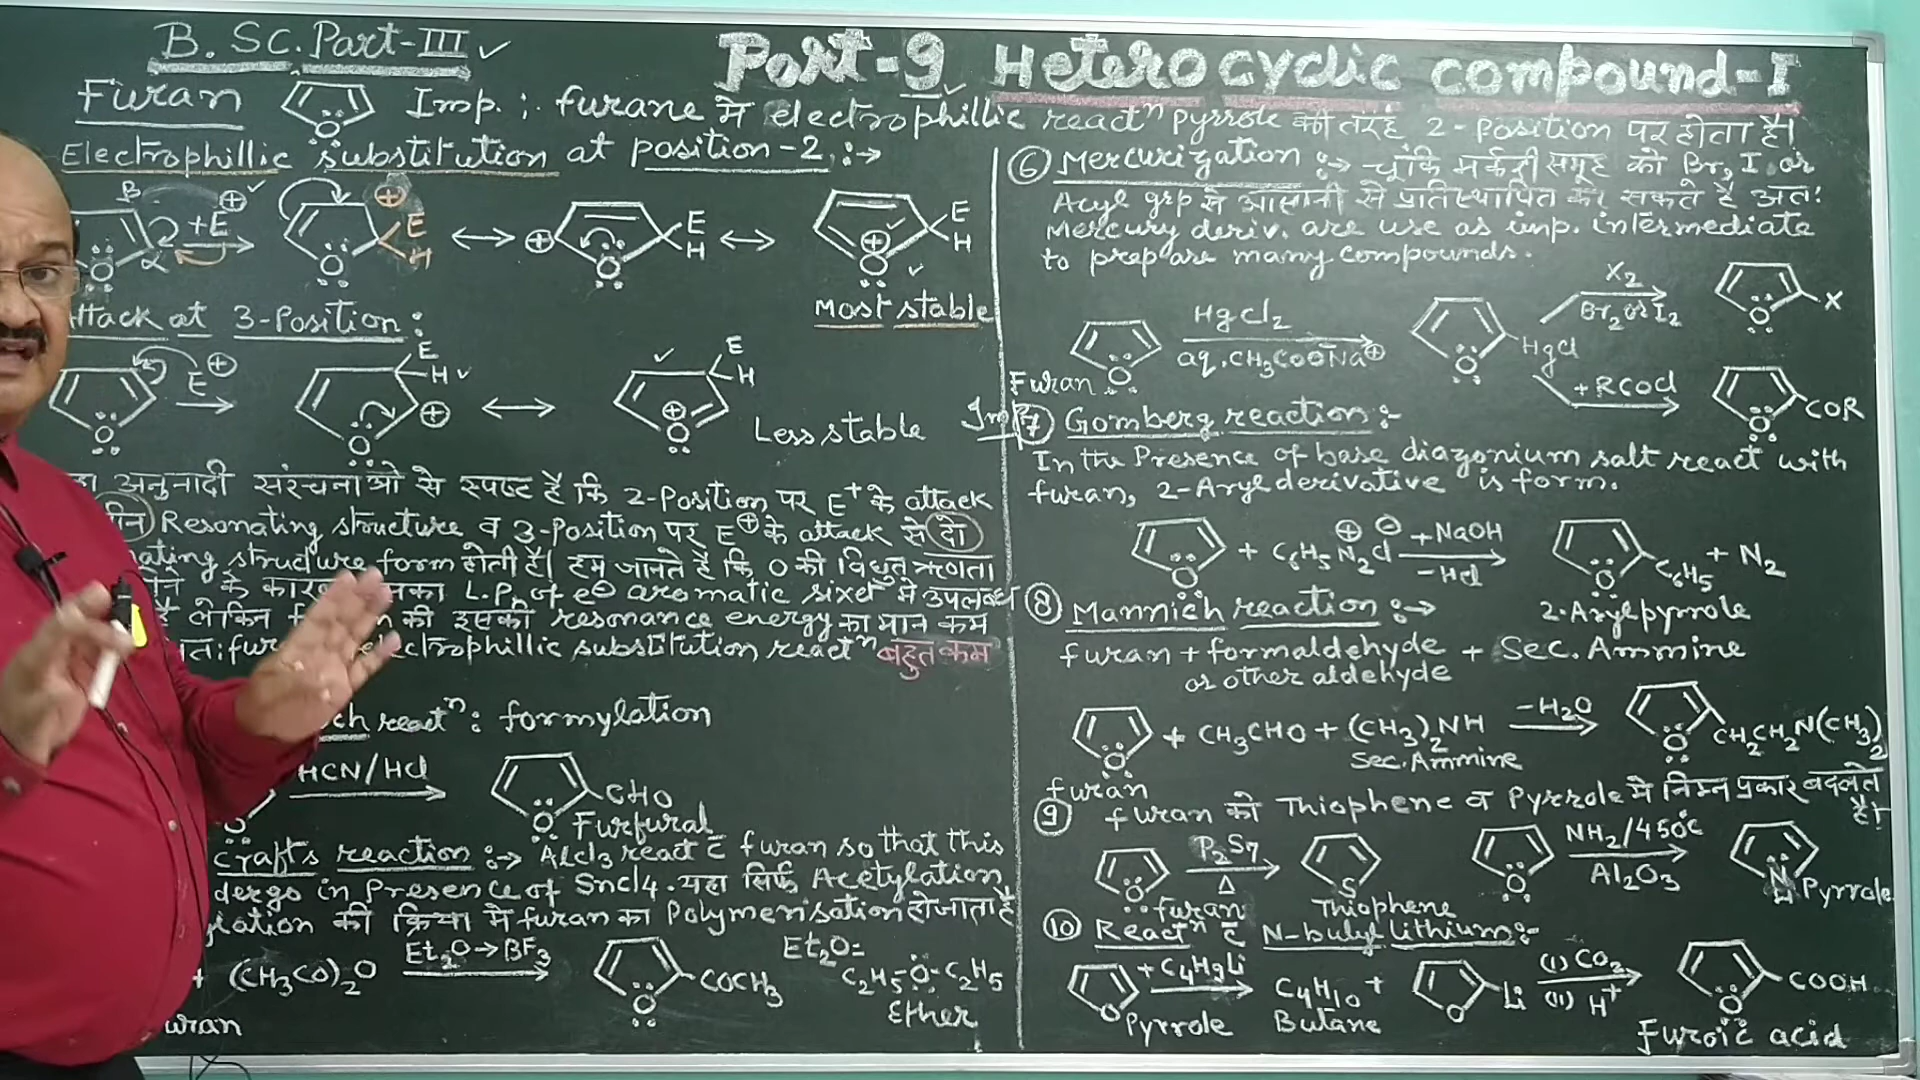 B. Sc. Part-III
Part-9 Heterocyclic compound-I
Furan
Imp. :. furane में electrophillic reactⁿ pyrrole की तरह 2-position पर होता है।
Electrophillic substitution at position-2 :→
B +E⊕ ⊕ E H ⊕ E H ⊕ E H
α O O O O
Most stable
ttack at 3-Position :
E⊕ E H ⊕ E H ⊕
O O O
Less stable
अनुनादी संरचनाओ से स्पष्ट है कि 2-Position पर E⁺ के attack
तीन Resonating structure व 3-Position पर E⊕ के attack से दो
ating structure form होती है। हम जानते है कि O की विधुत ऋणता
होने के कारण L.P. of e⊖ aromatic sixet मे उपलब्ध
है लेकिन की इसकी resonance energy का मान कम
अत: electrophillic substitution reactⁿ बहुत कम
ch reactⁿ : formylation
HCN/HCl
O CHO
Furfural
Crafts reaction :→ AlCl3 react c̄ furan so that this
dergo in Presence of SnCl4. यहा सिर्फ Acetylation
lation की क्रिया मे furan का Polymerisation हो जाता है
+ (CH3CO)2O Et2O→BF3 O COCH3
Et2O=
C2H5-O-C2H5
Ether
uran
⑥ Mercurization :→ चूंकि मर्करी समूह को Br, I or
Acyl grp से आसानी से प्रतिस्थापित कर सकते है अत:
Mercury deriv. are use as imp. intermediate
to prepare many compounds.
O HgCl2 aq. CH3COONa⊕ O HgCl X2 Br2 or I2 O X
Furan
+RCOCl O COR
Imp ⑦ Gomberg reaction :-
In the Presence of base diazonium salt react with
furan, 2-Aryl derivative is form.
O + C6H5N2Cl ⊕ ⊖ +NaOH -HCl O C6H5 + N2
2-Arylpyrrole
⑧ Mannich reaction :→
furan + formaldehyde + Sec. Ammine
or other aldehyde
O + CH3CHO + (CH3)2NH -H2O O CH2CH2N(CH3)2
furan Sec. Ammine
⑨ furan को Thiophene व Pyrrole मे निम्न प्रकार बदलते है।
O P2S7 Δ S O NH2/450°c Al2O3 N H
furan Thiophene Pyrrole
⑩ Reactⁿ c̄ N-butyl Lithium :-
O +C4H9Li C4H10 + O Li (I) CO2 (II) H⁺ O COOH
Pyrrole Butane Furoic acid